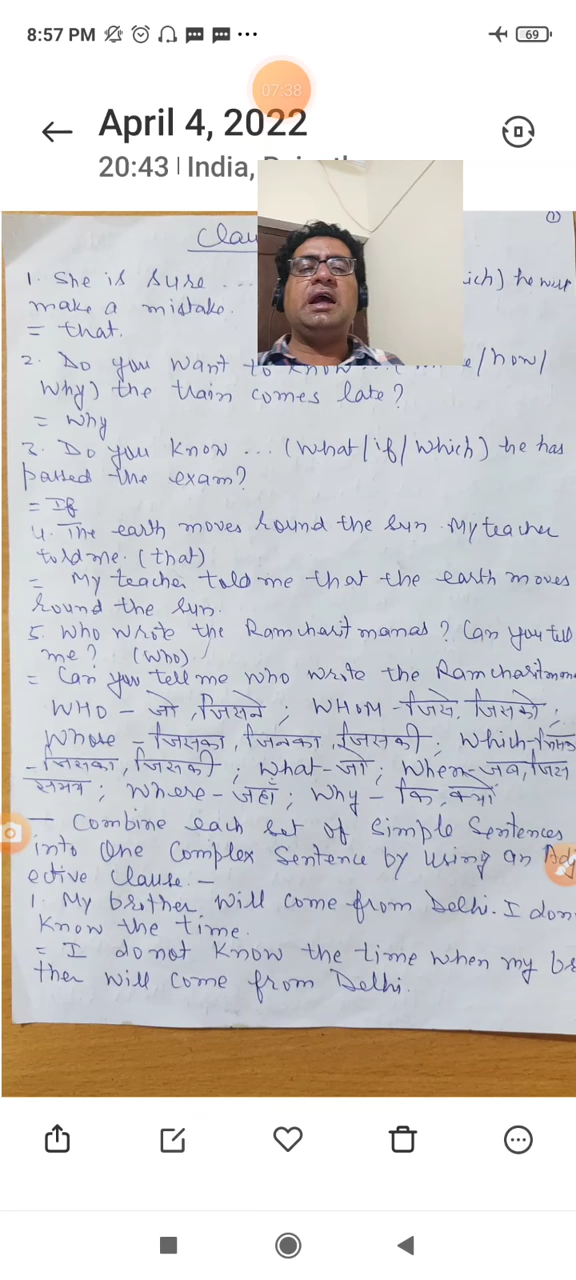 8:57 PM
69
07:38
April 4, 2022
20:43 | India,
①
Clau
1. She is sure ... ich) he will
make a mistake.
= that.
2. Do you want to know ... e/how/
why) the train comes late?
= why
3. Do you know ... (what/if/which) he has
passed the exam?
= If
4. The earth moves round the sun. My teacher
told me. (that)
= My teacher told me that the earth moves
round the sun.
5. Who wrote the Ramcharitmanas? Can you tell
me? (who)
= Can you tell me who wrote the Ramcharitmana
WHO – जो, जिसने ; WHOM – जिसे, जिसको ;
Whose – जिसका, जिनका, जिसकी ; Which –
– जिसका, जिसकी ; What – जो ; When – जब, जिस
समय ; Where – जहाँ ; Why – कि, क्यों
— Combine each set of Simple Sentences
into One Complex Sentence by using an Adj
ective Clause. –
1. My brother will come from Delhi. I don
know the time.
= I do not know the time when my br
ther will come from Delhi.